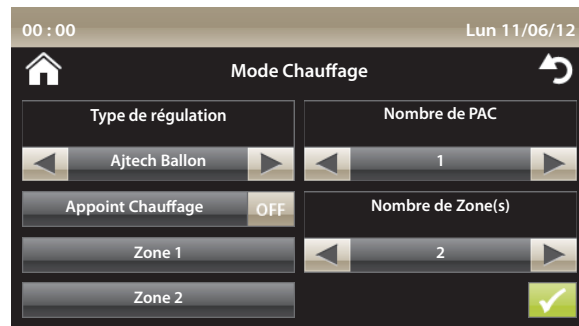 00 : 00 Lun 11/06/12
Mode Chauffage
Type de régulation
Ajtech Ballon
Appoint Chauffage OFF
Zone 1
Zone 2
Nombre de PAC
1
Nombre de Zone(s)
2